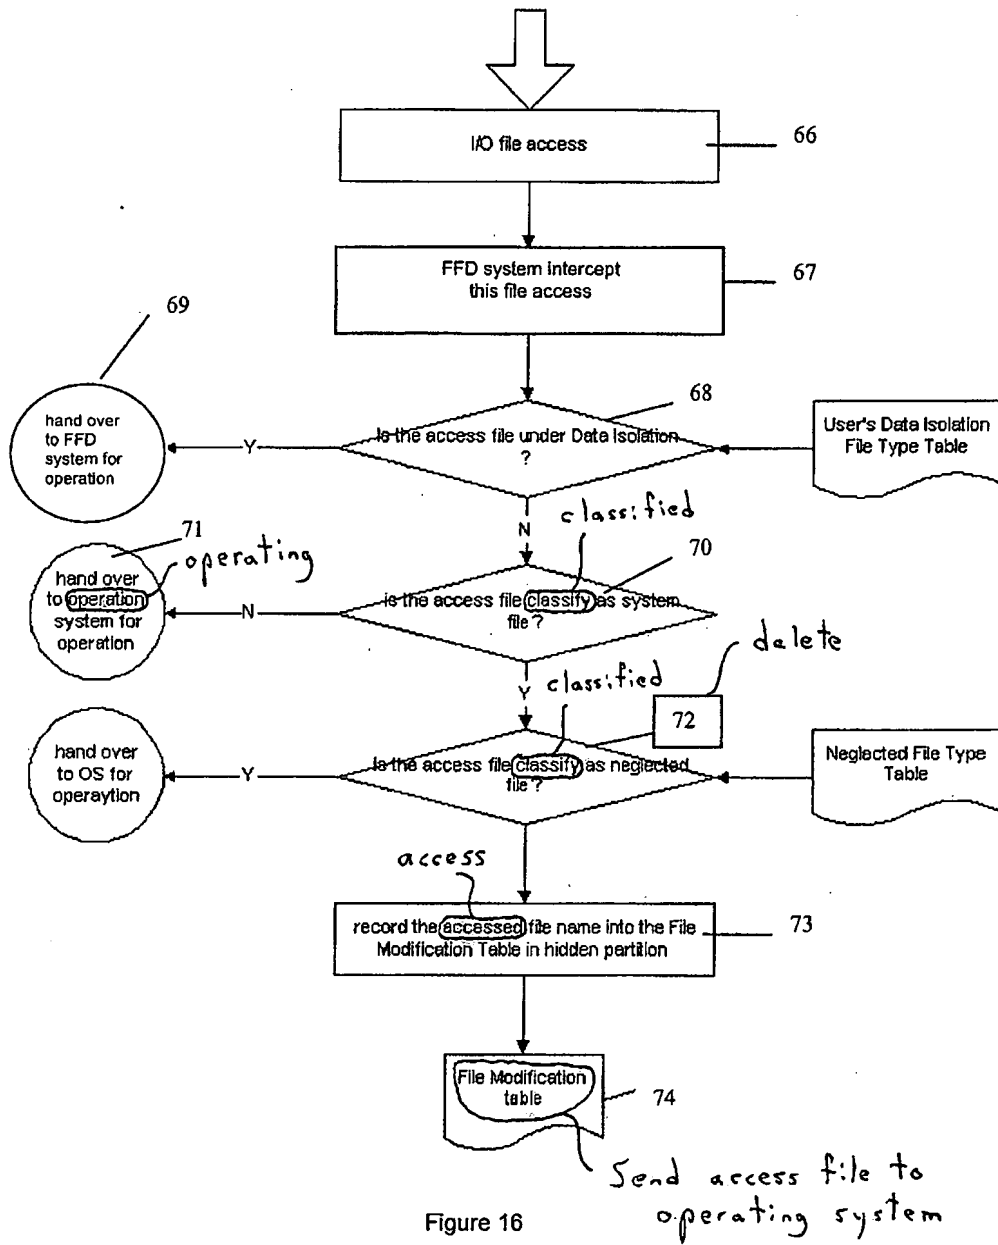 I/O file access
66
FFD system intercept
this file access
67
69
68
hand over
to FFD
system for
operation
Y
Is the access file under Data Isolation
?
User's Data Isolation
File Type Table
N
classified
71
operating
70
hand over
to operation
system for
operation
N
is the access file classify as system
file ?
delete
Y
classified
72
hand over
to OS for
operaytion
Y
Is the access file classify as neglected
file ?
Neglected File Type
Table
access
record the accessed file name into the File
Modification Table in hidden partition
73
File Modification
table
74
Send access file to
operating system
Figure 16